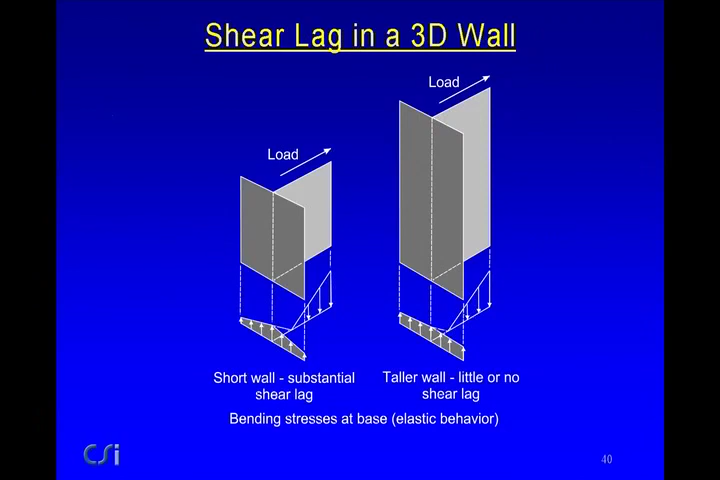 Shear Lag in a 3D Wall
Load
Load
Short wall - substantial
shear lag
Taller wall - little or no
shear lag
Bending stresses at base (elastic behavior)
CSi
40